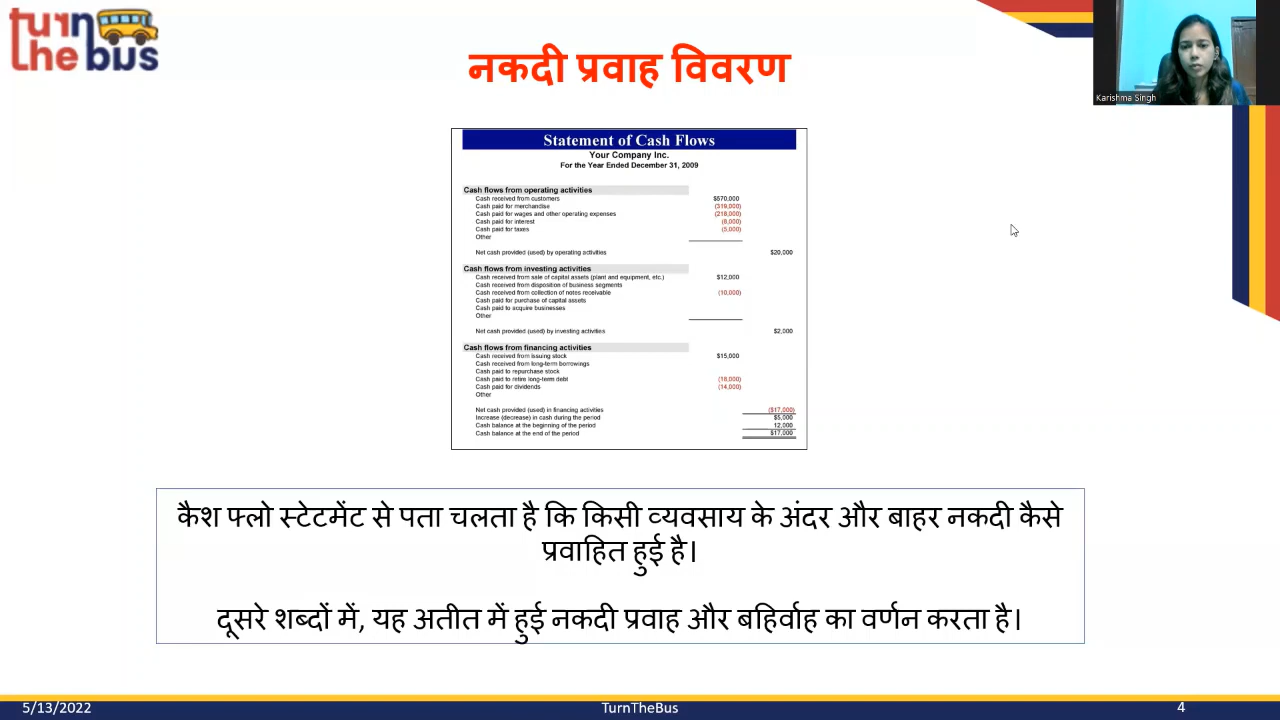 turn
the bus
नकदी प्रवाह विवरण
Karishma Singh
Statement of Cash Flows
Your Company Inc.
For the Year Ended December 31, 2009
Cash flows from operating activities
Cash received from customers $570,000
Cash paid for merchandise (319,000)
Cash paid for wages and other operating expenses (218,000)
Cash paid for interest (8,000)
Cash paid for taxes (5,000)
Other
Net cash provided (used) by operating activities $20,000
Cash flows from investing activities
Cash received from sale of capital assets (plant and equipment, etc.) $12,000
Cash received from disposition of business segments
Cash received from collection of notes receivable (10,000)
Cash paid for purchase of capital assets
Cash paid to acquire businesses
Other
Net cash provided (used) by investing activities $2,000
Cash flows from financing activities
Cash received from issuing stock $15,000
Cash received from long-term borrowings
Cash paid to repurchase stock
Cash paid to retire long-term debt (18,000)
Cash paid for dividends (14,000)
Other
Net cash provided (used) in financing activities ($17,000)
Increase (decrease) in cash during the period $5,000
Cash balance at the beginning of the period 12,000
Cash balance at the end of the period $17,000
कैश फ्लो स्टेटमेंट से पता चलता है कि किसी व्यवसाय के अंदर और बाहर नकदी कैसे
प्रवाहित हुई है।
दूसरे शब्दों में, यह अतीत में हुई नकदी प्रवाह और बहिर्वाह का वर्णन करता है।
5/13/2022
TurnTheBus
4